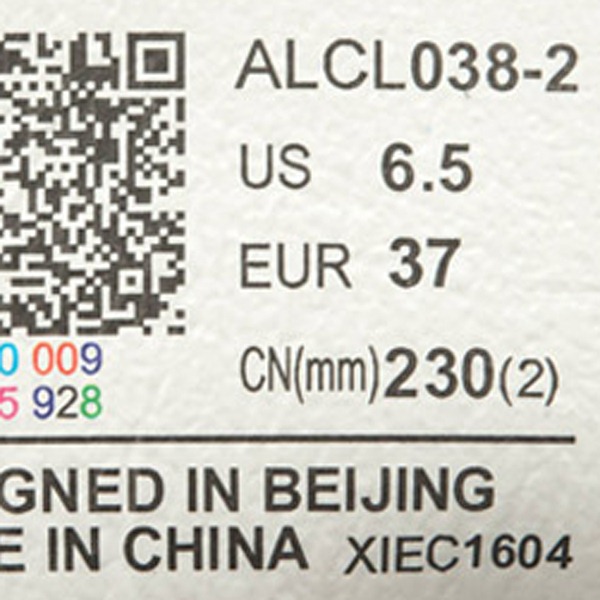 ALCL038-2
US 6.5
EUR 37
0 009
CN(mm)230(2)
5 928
GNED IN BEIJING
E IN CHINA XIEC1604